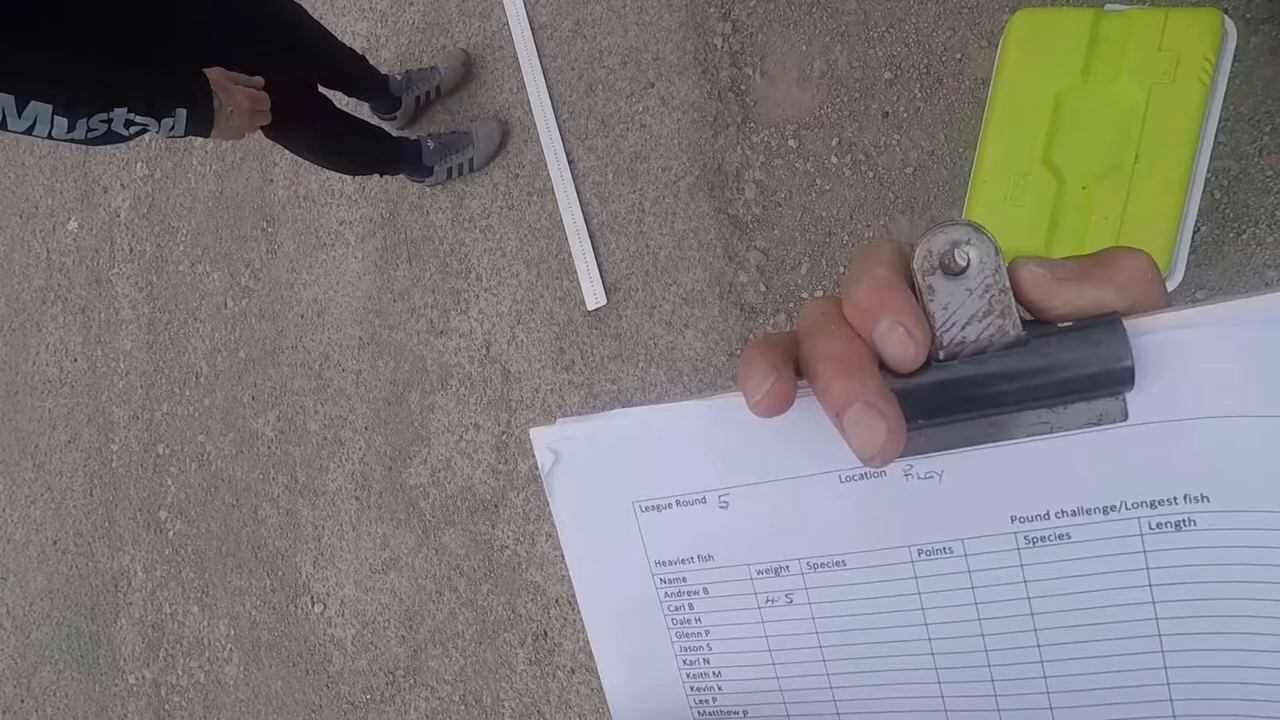 Mustad
League Round 5 Location Filey
Pound challenge/Longest fish
Heaviest fish
Name weight Species Points Species Length
Andrew B
Carl B 4.5
Dale H
Glenn P
Jason S
Karl N
Keith M
Kevin k
Lee P
Matthew p